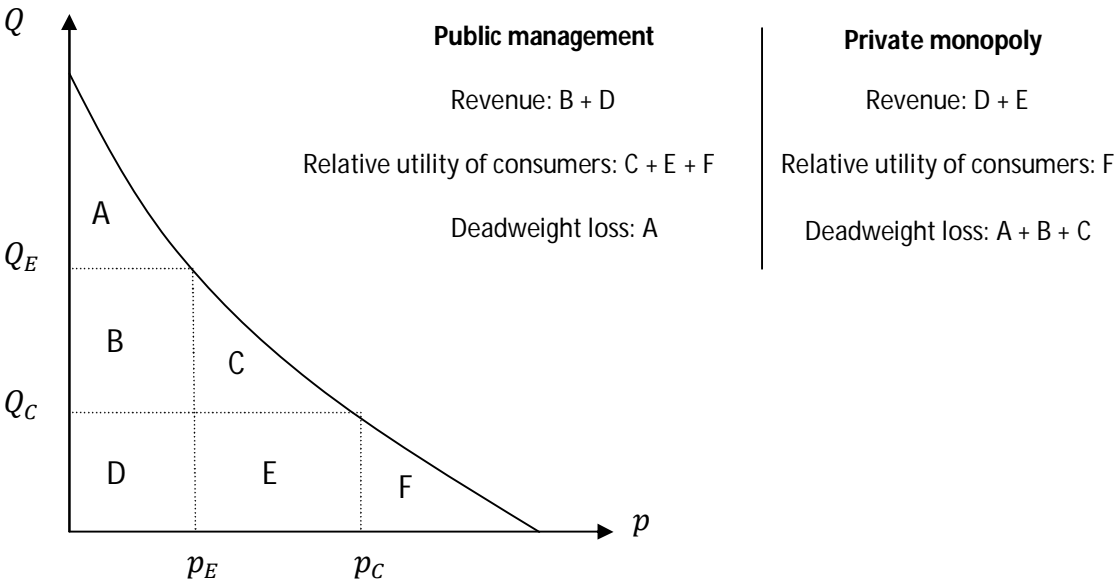 Q
Public management
Private monopoly
Revenue: B + D
Revenue: D + E
Relative utility of consumers: C + E + F
Relative utility of consumers: F
A
Deadweight loss: A
Deadweight loss: A + B + C
Q_E
B
C
Q_C
D
E
F
p
p_E
p_C